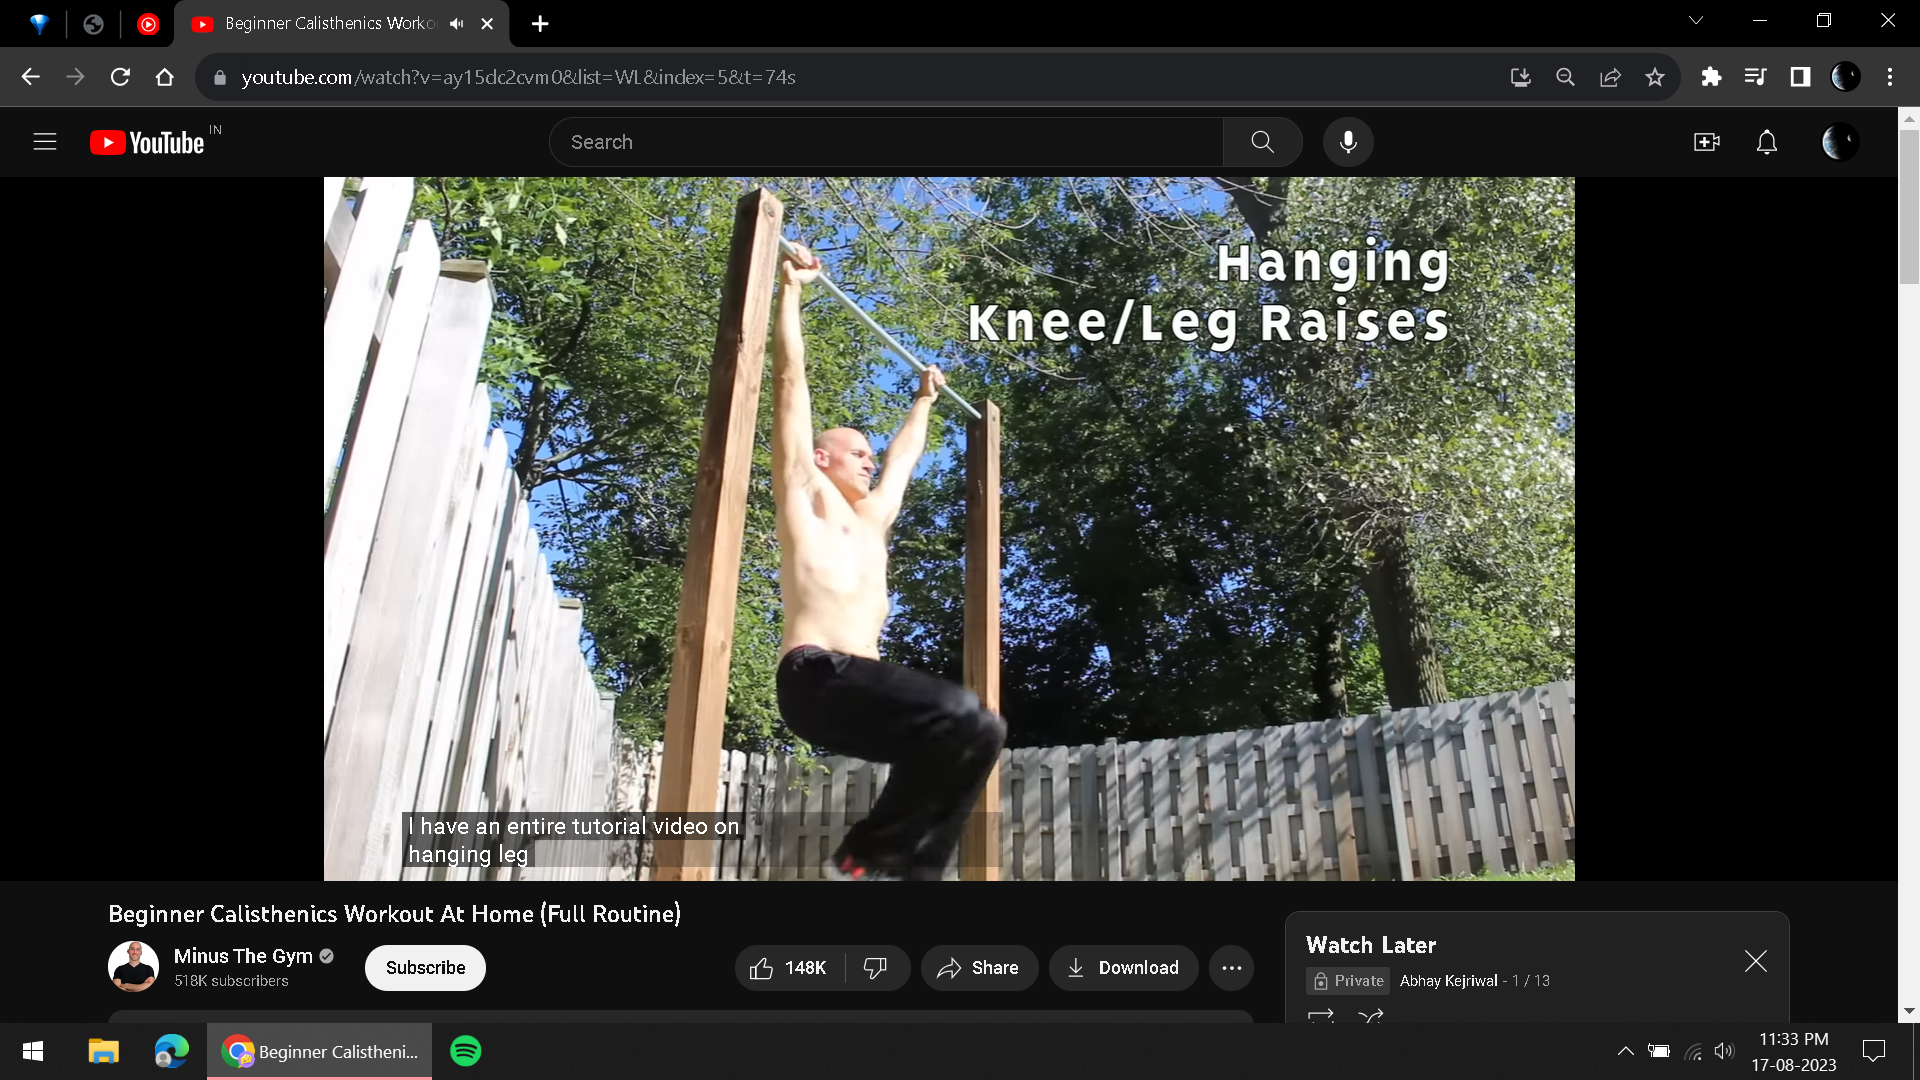 Beginner Calisthenics Worko
youtube.com/watch?v=ay15dc2cvm0&list=WL&index=5&t=74s
YouTube IN
Search
Hanging
Knee/Leg Raises
I have an entire tutorial video on
hanging leg
Beginner Calisthenics Workout At Home (Full Routine)
Minus The Gym
518K subscribers
Subscribe
148K
Share
Download
Watch Later
Private
Abhay Kejriwal - 1 / 13
Beginner Calistheni...
11:33 PM
17-08-2023